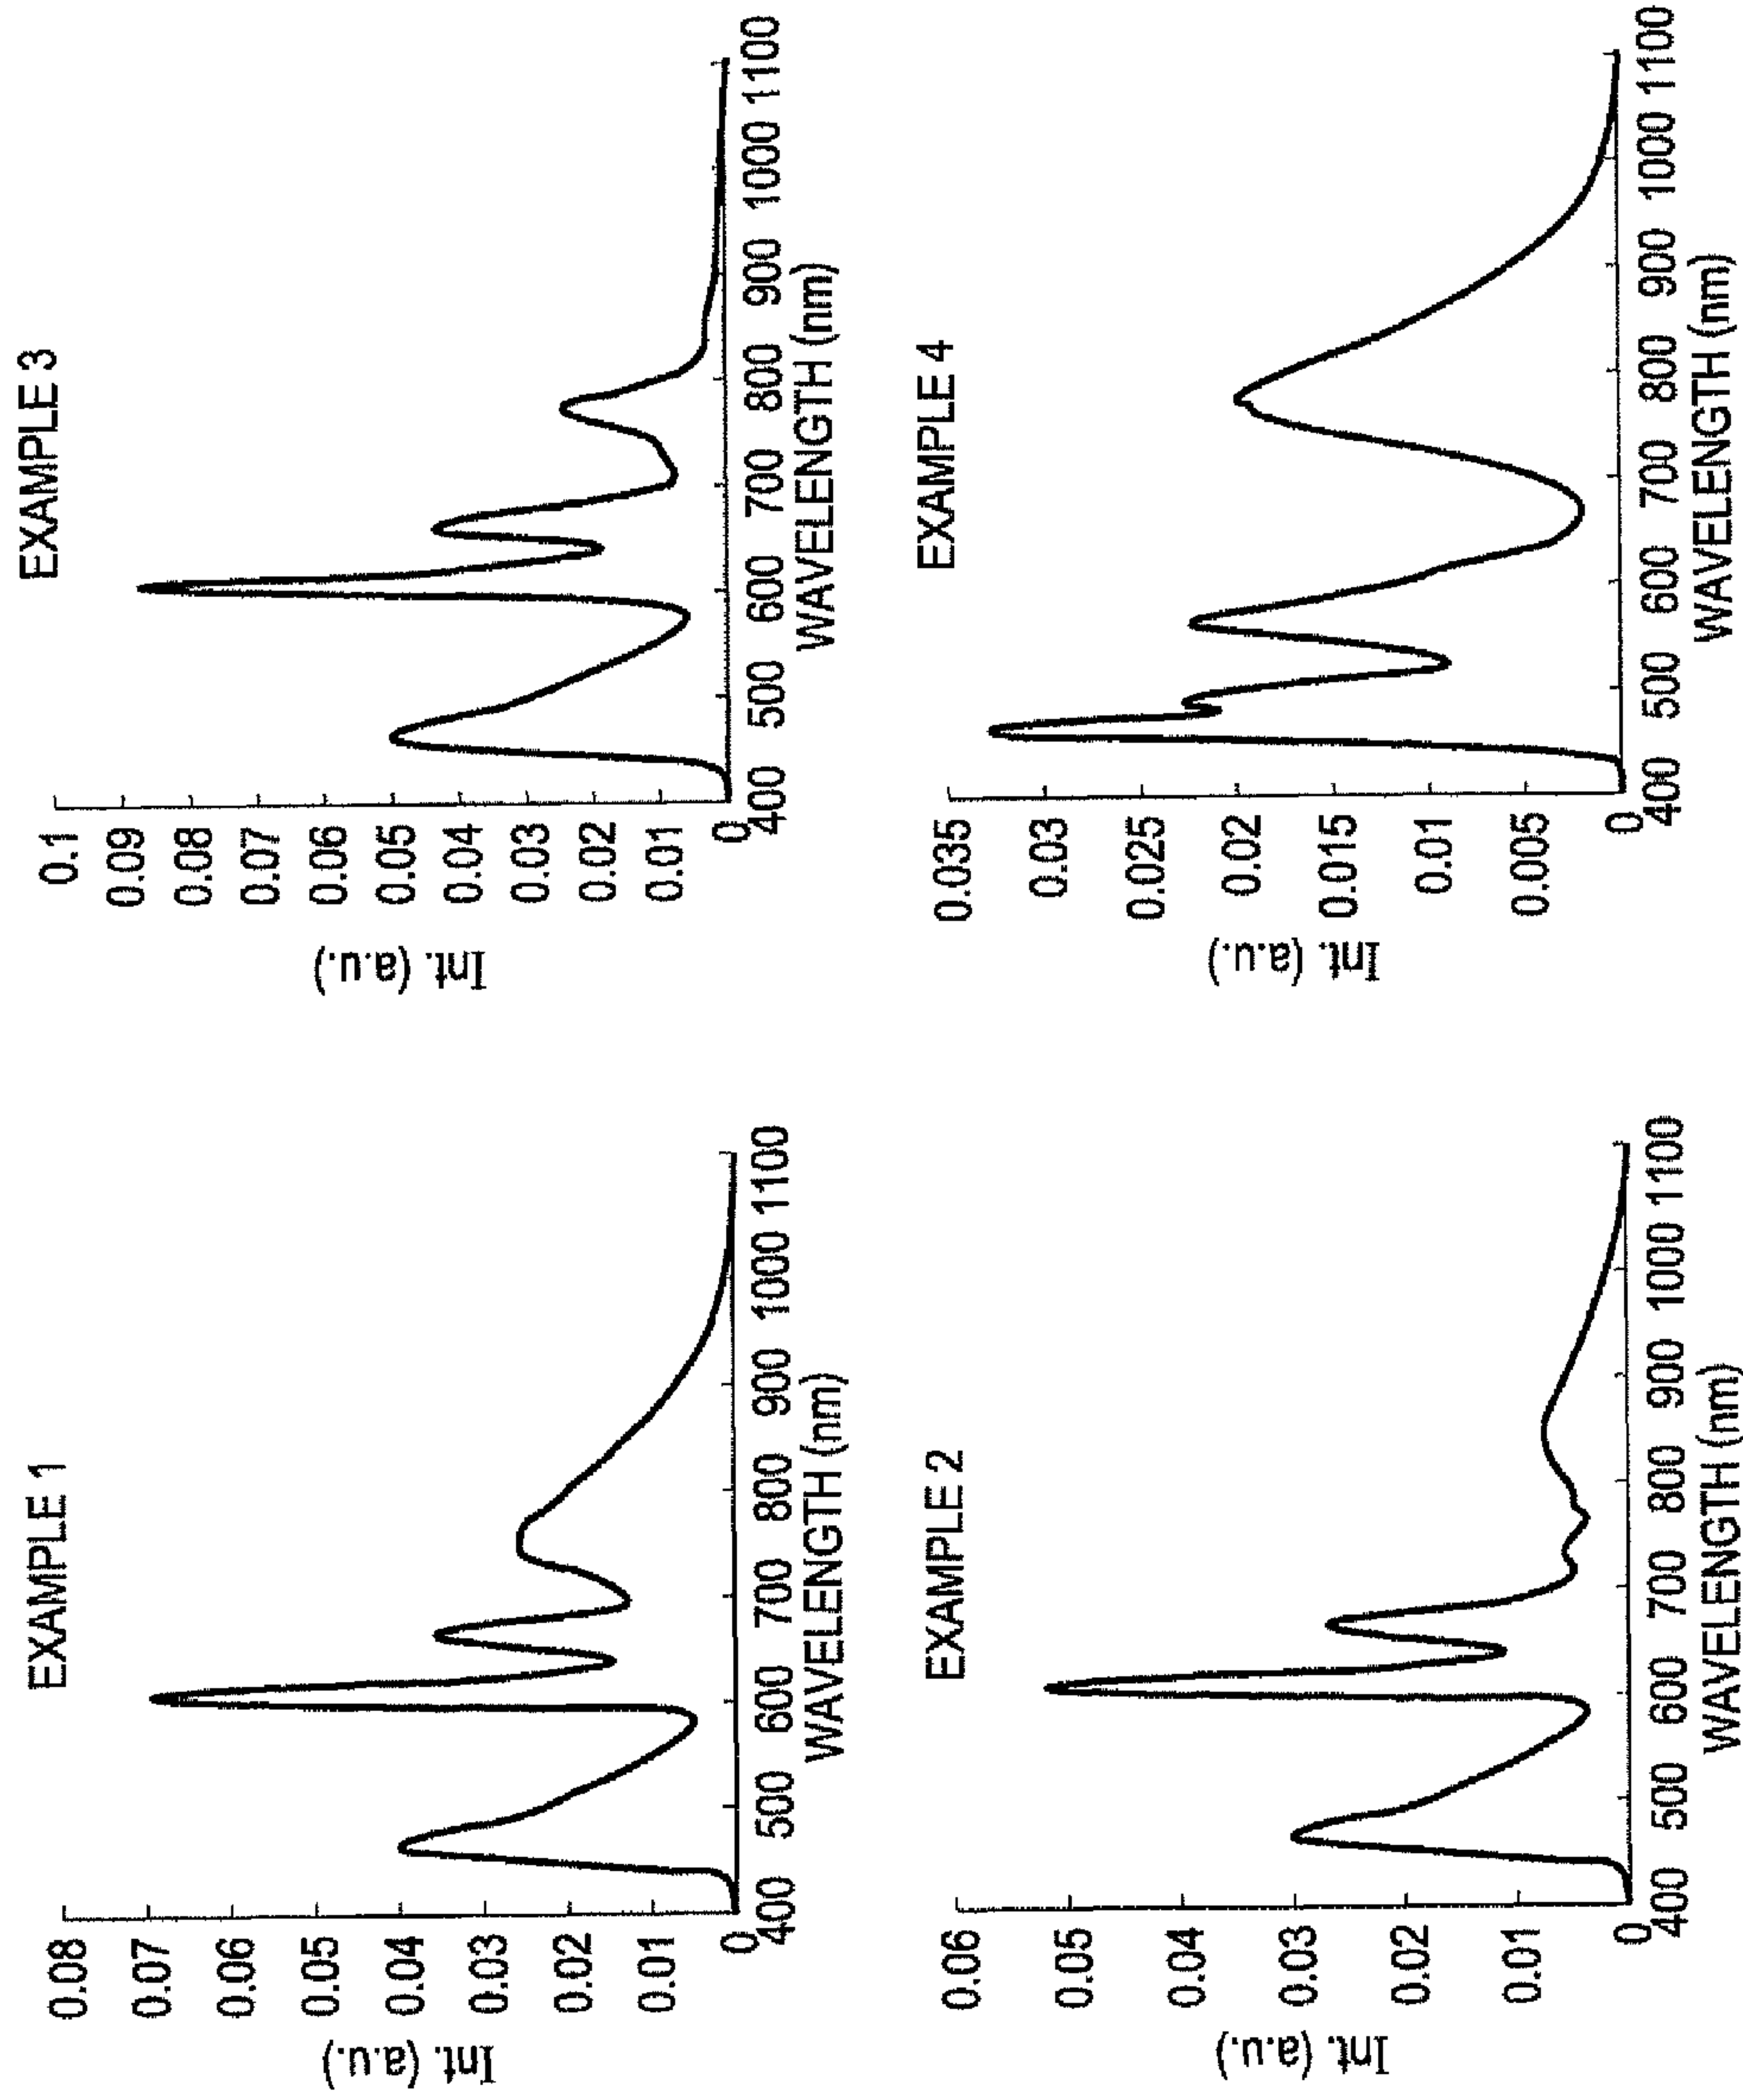 EXAMPLE 1
Int. (a.u.)
0.08
0.07
0.06
0.05
0.04
0.03
0.02
0.01
0
400 500 600 700 800 900 1000 1100
WAVELENGTH (nm)
EXAMPLE 2
Int. (a.u.)
0.06
0.05
0.04
0.03
0.02
0.01
0
400 500 600 700 800 900 1000 1100
WAVELENGTH (nm)
EXAMPLE 3
Int. (a.u.)
0.1
0.09
0.08
0.07
0.06
0.05
0.04
0.03
0.02
0.01
0
400 500 600 700 800 900 1000 1100
WAVELENGTH (nm)
EXAMPLE 4
Int. (a.u.)
0.035
0.03
0.025
0.02
0.015
0.01
0.005
0
400 500 600 700 800 900 1000 1100
WAVELENGTH (nm)